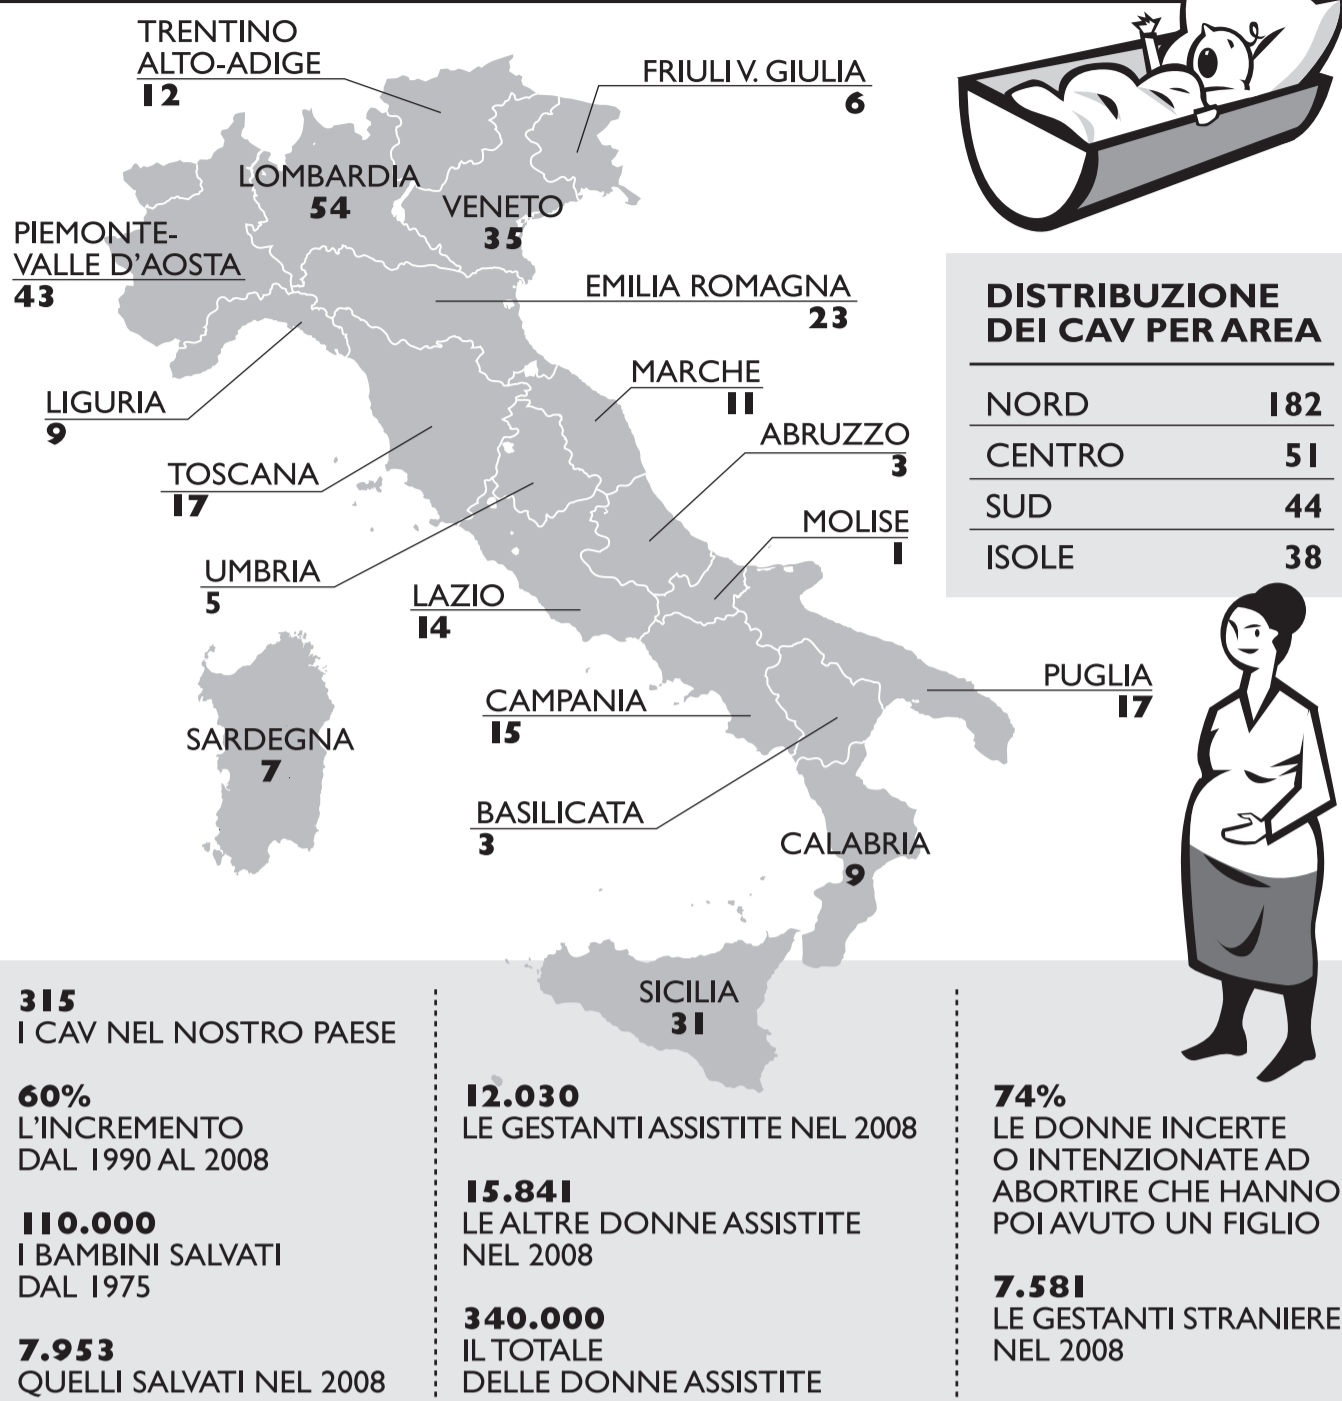 TRENTINO
ALTO-ADIGE
12
FRIULI V. GIULIA
6
LOMBARDIA
54
VENETO
35
PIEMONTE-
VALLE D'AOSTA
43
EMILIA ROMAGNA
23
LIGURIA
9
MARCHE
11
TOSCANA
17
ABRUZZO
3
UMBRIA
5
MOLISE
1
LAZIO
14
SARDEGNA
7
CAMPANIA
15
PUGLIA
17
BASILICATA
3
CALABRIA
9
SICILIA
31
DISTRIBUZIONE
DEI CAV PER AREA
NORD 182
CENTRO 51
SUD 44
ISOLE 38
315
I CAV NEL NOSTRO PAESE
60%
L'INCREMENTO
DAL 1990 AL 2008
110.000
I BAMBINI SALVATI
DAL 1975
7.953
QUELLI SALVATI NEL 2008
12.030
LE GESTANTI ASSISTITE NEL 2008
15.841
LE ALTRE DONNE ASSISTITE
NEL 2008
340.000
IL TOTALE
DELLE DONNE ASSISTITE
74%
LE DONNE INCERTE
O INTENZIONATE AD
ABORTIRE CHE HANNO
POI AVUTO UN FIGLIO
7.581
LE GESTANTI STRANIERE
NEL 2008